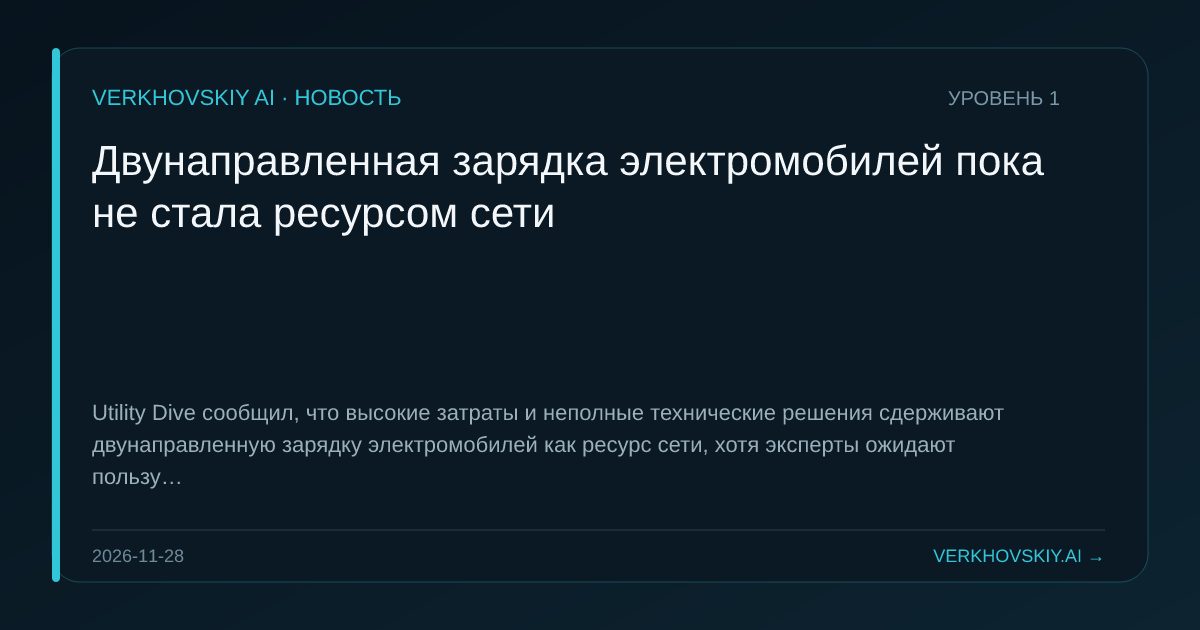 VERKHOVSKIY AI · НОВОСТЬ
УРОВЕНЬ 1
Двунаправленная зарядка электромобилей пока
не стала ресурсом сети
Utility Dive сообщил, что высокие затраты и неполные технические решения сдерживают
двунаправленную зарядку электромобилей как ресурс сети, хотя эксперты ожидают
пользу…
2026-11-28
VERKHOVSKIY.AI →